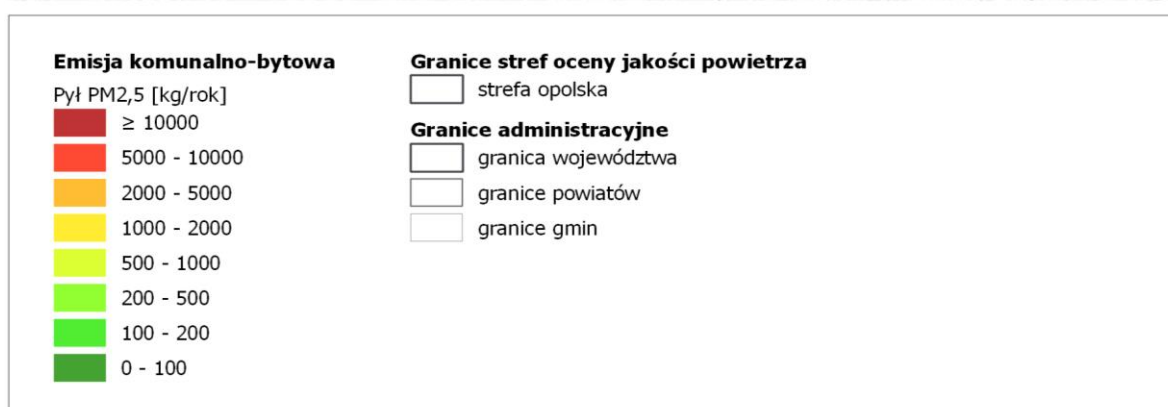 Emisja komunalno-bytowa
Pył PM2,5 [kg/rok]
≥ 10000
5000 - 10000
2000 - 5000
1000 - 2000
500 - 1000
200 - 500
100 - 200
0 - 100
Granice stref oceny jakości powietrza
strefa opolska
Granice administracyjne
granica województwa
granice powiatów
granice gmin